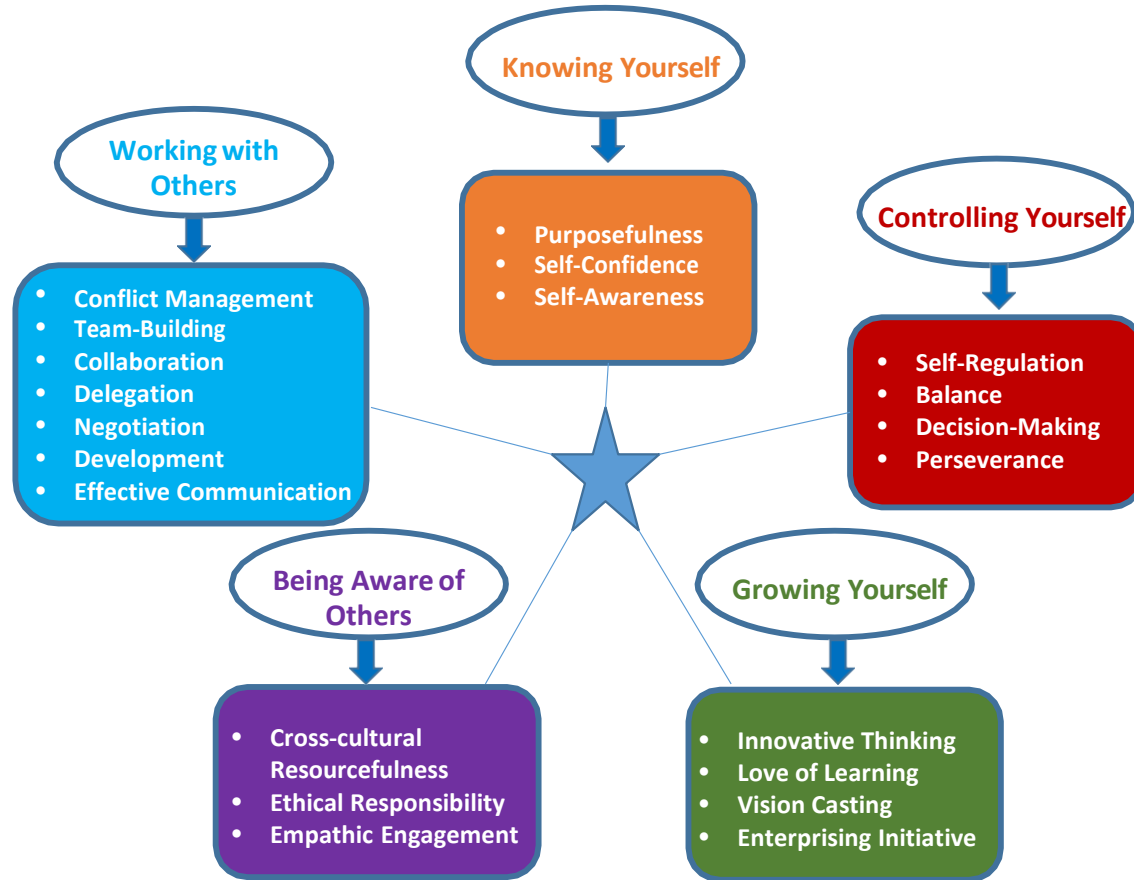 Knowing Yourself
• Purposefulness
• Self-Confidence
• Self-Awareness
Working with
Others
• Conflict Management
• Team-Building
• Collaboration
• Delegation
• Negotiation
• Development
• Effective Communication
Controlling Yourself
• Self-Regulation
• Balance
• Decision-Making
• Perseverance
Being Aware of
Others
• Cross-cultural
Resourcefulness
• Ethical Responsibility
• Empathic Engagement
Growing Yourself
• Innovative Thinking
• Love of Learning
• Vision Casting
• Enterprising Initiative